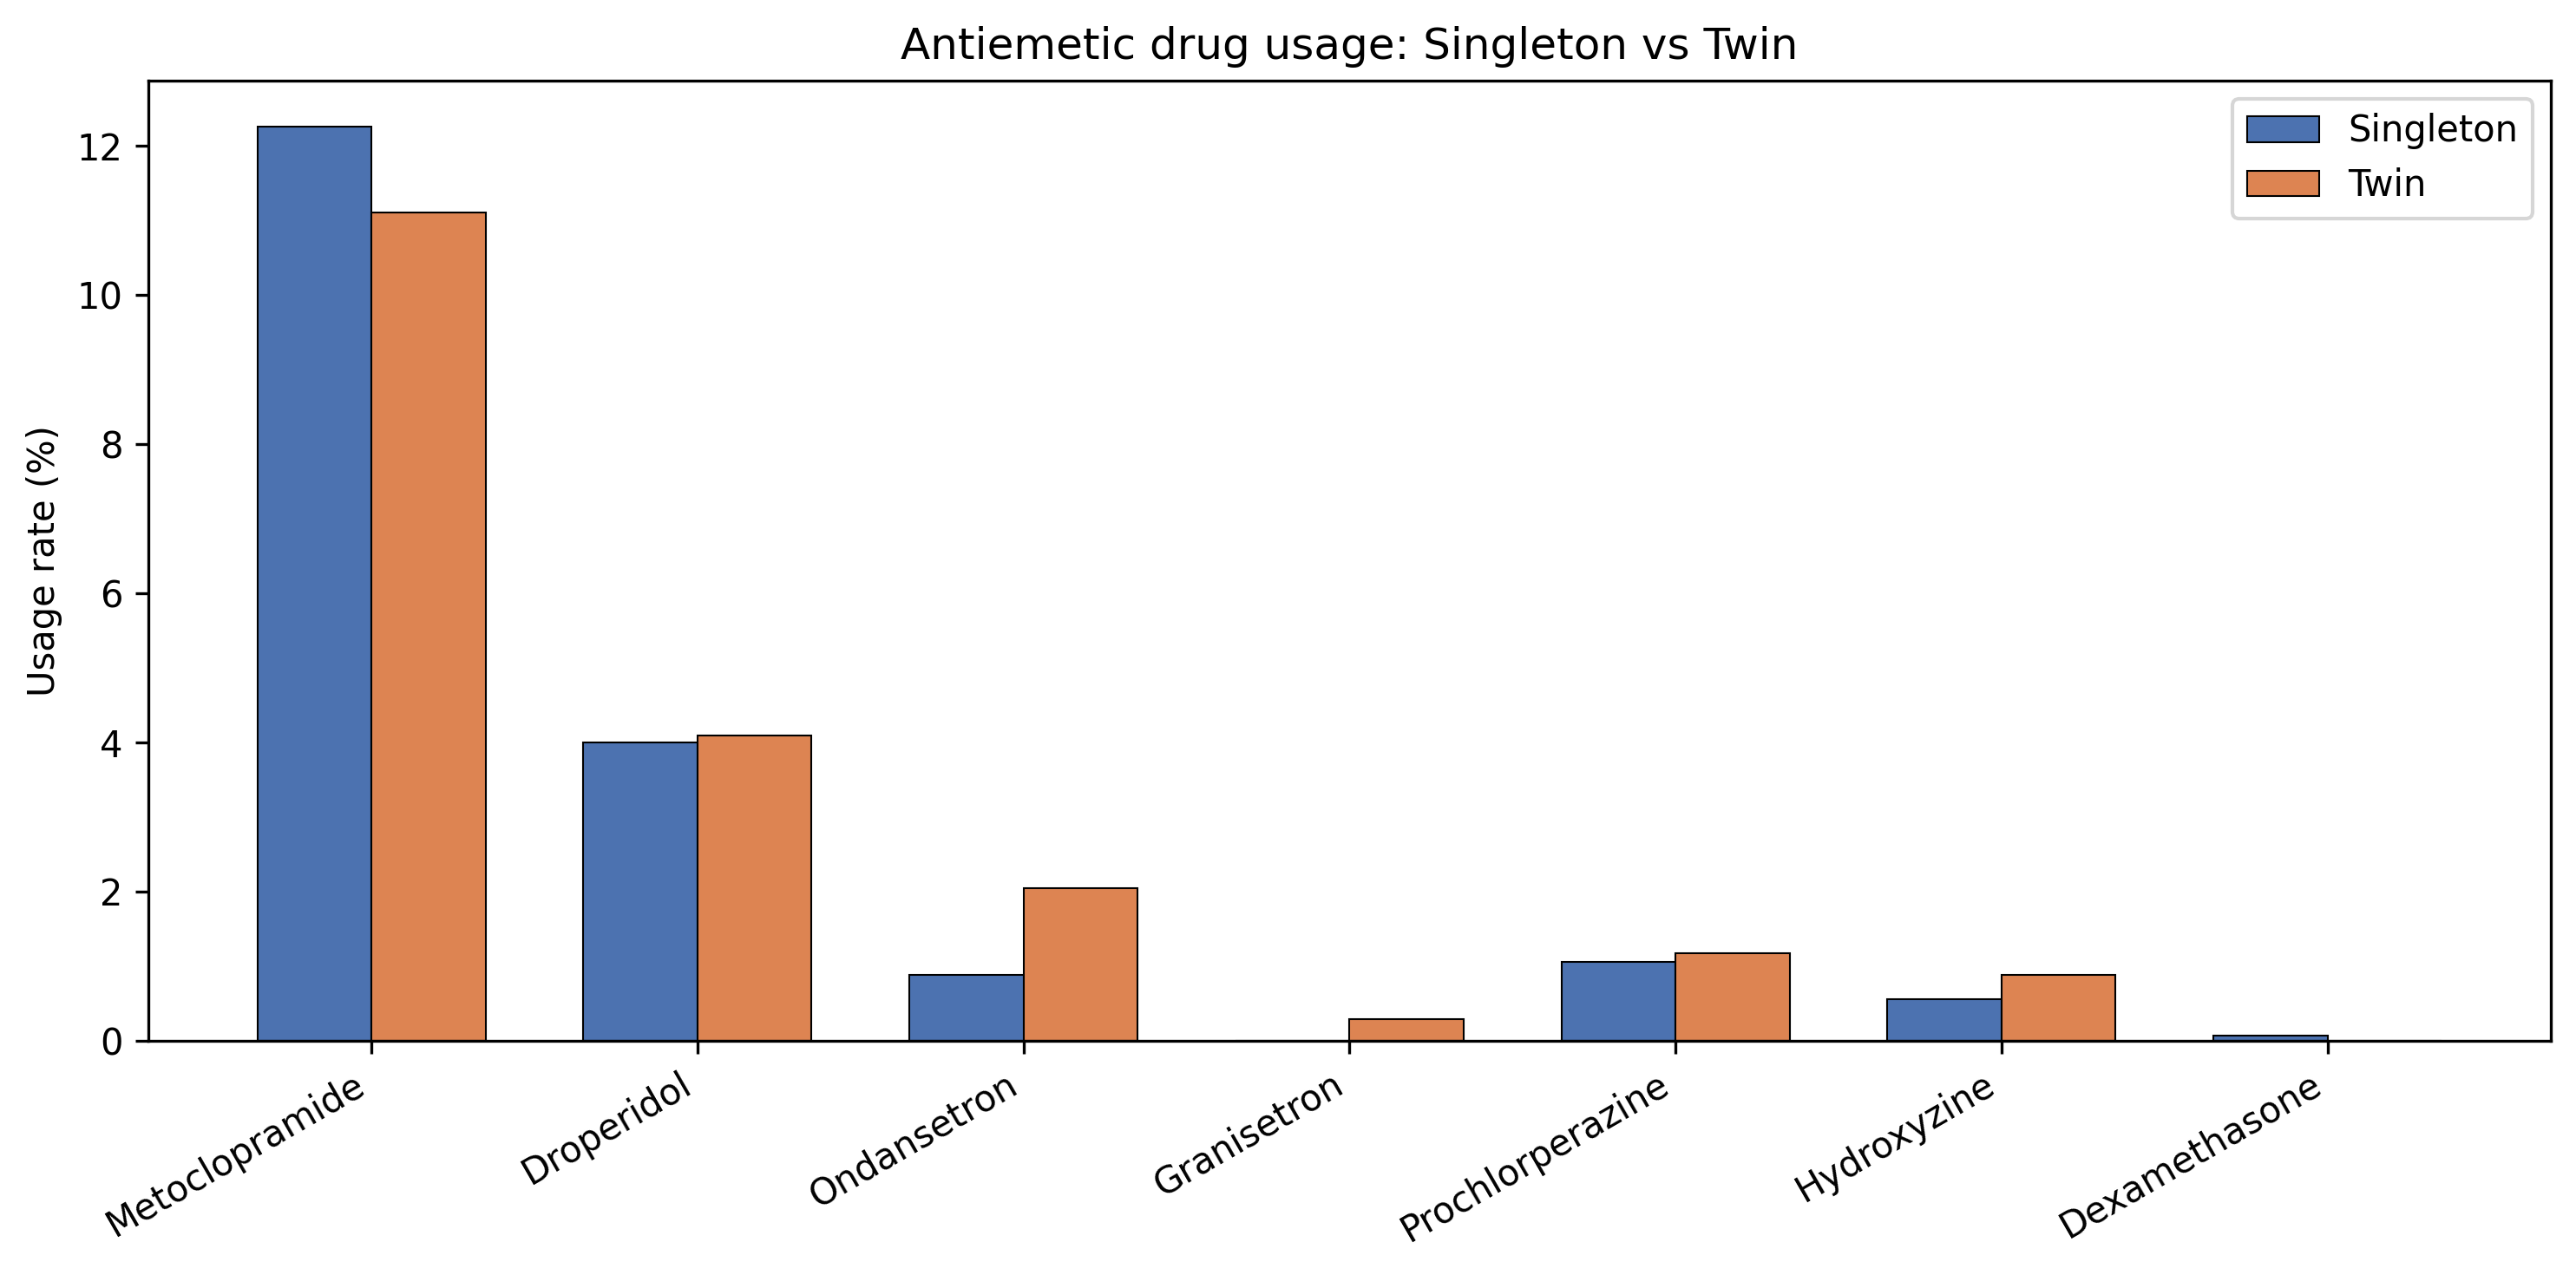 Antiemetic drug usage: Singleton vs Twin
Singleton
Twin
Usage rate (%)
12
10
8
6
4
2
0
Metoclopramide
Droperidol
Ondansetron
Granisetron
Prochlorperazine
Hydroxyzine
Dexamethasone